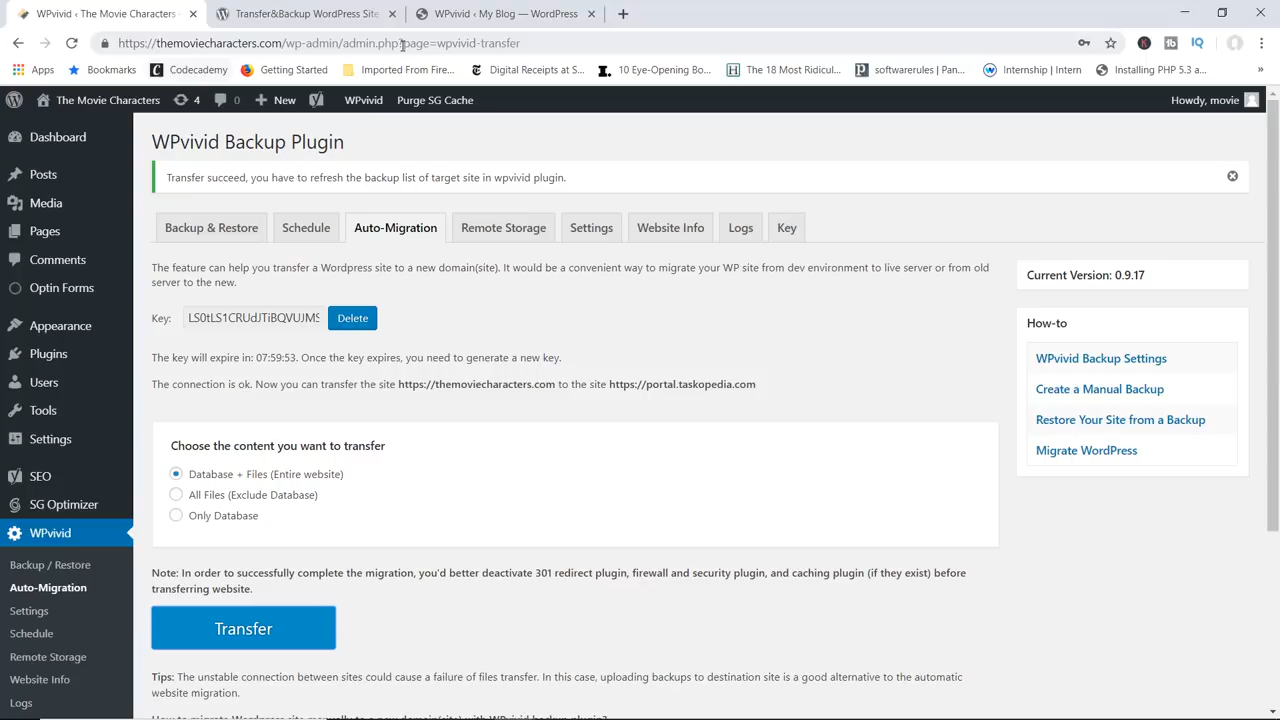 WPvivid ‹ The Movie Characters
Transfer&Backup WordPress Site
WPvivid ‹ My Blog — WordPress
https://themoviecharacters.com/wp-admin/admin.php?page=wpvivid-transfer
Apps
Bookmarks
Codecademy
Getting Started
Imported From Fire...
Digital Receipts at S...
10 Eye-Opening Bo...
The 18 Most Ridicul...
softwarerules | Pan...
Internship | Intern
Installing PHP 5.3 a...
The Movie Characters
4
0
New
WPvivid
Purge SG Cache
Howdy, movie
Dashboard
Posts
Media
Pages
Comments
Optin Forms
Appearance
Plugins
Users
Tools
Settings
SEO
SG Optimizer
WPvivid
Backup / Restore
Auto-Migration
Settings
Schedule
Remote Storage
Website Info
Logs
WPvivid Backup Plugin
Transfer succeed, you have to refresh the backup list of target site in wpvivid plugin.
Backup & Restore
Schedule
Auto-Migration
Remote Storage
Settings
Website Info
Logs
Key
The feature can help you transfer a Wordpress site to a new domain(site). It would be a convenient way to migrate your WP site from dev environment to live server or from old
server to the new.
Key:
LS0tLS1CRUdJTiBQVUJMS
Delete
The key will expire in: 07:59:53. Once the key expires, you need to generate a new key.
The connection is ok. Now you can transfer the site https://themoviecharacters.com to the site https://portal.taskopedia.com
Choose the content you want to transfer
Database + Files (Entire website)
All Files (Exclude Database)
Only Database
Note: In order to successfully complete the migration, you'd better deactivate 301 redirect plugin, firewall and security plugin, and caching plugin (if they exist) before
transferring website.
Transfer
Tips: The unstable connection between sites could cause a failure of files transfer. In this case, uploading backups to destination site is a good alternative to the automatic
website migration.
How to migrate Wordpress site manually to a new domain(site) with WPvivid backup plugin?
Current Version: 0.9.17
How-to
WPvivid Backup Settings
Create a Manual Backup
Restore Your Site from a Backup
Migrate WordPress